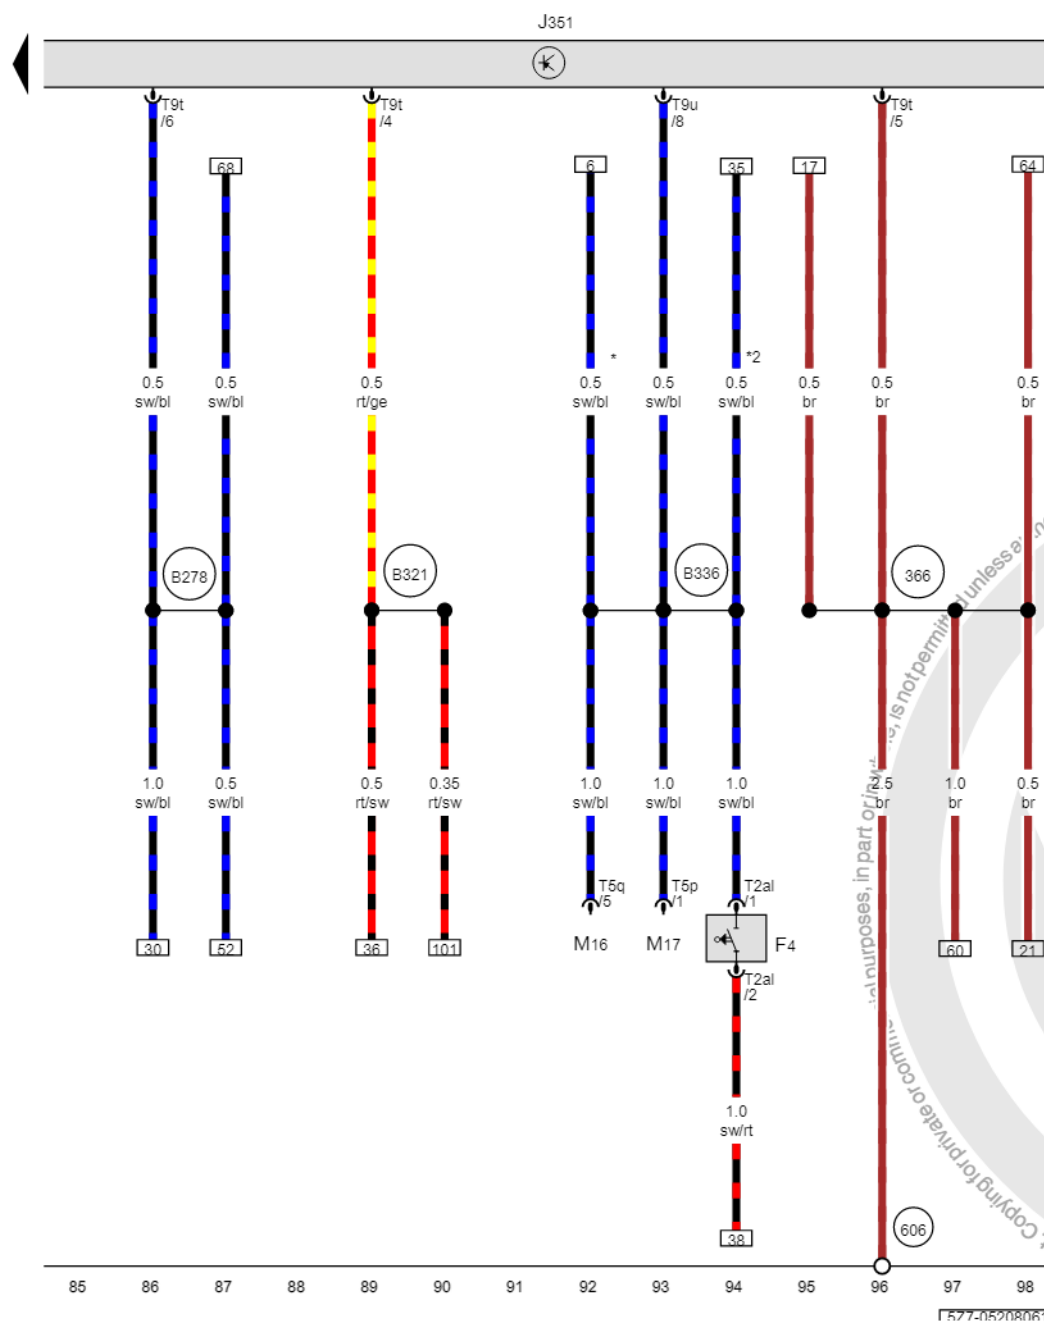 J351
T9t
/6
T9t
/4
T9u
/8
T9t
/5
68
6
35
17
64
*
*2
0.5
sw/bl
0.5
sw/bl
0.5
rt/ge
0.5
sw/bl
0.5
sw/bl
0.5
sw/bl
0.5
br
0.5
br
0.5
br
B278
B321
B336
366
1.0
sw/bl
0.5
sw/bl
0.5
rt/sw
0.35
rt/sw
1.0
sw/bl
1.0
sw/bl
1.0
sw/bl
2.5
br
1.0
br
0.5
br
T5q
/5
T5p
/1
T2al
/1
30
52
36
101
M16
M17
F4
60
21
T2al
/2
1.0
sw/rt
38
606
85 86 87 88 89 90 91 92 93 94 95 96 97 98
577-0520806
purposes, in part or in
, is not permitted unless
Copying for private or